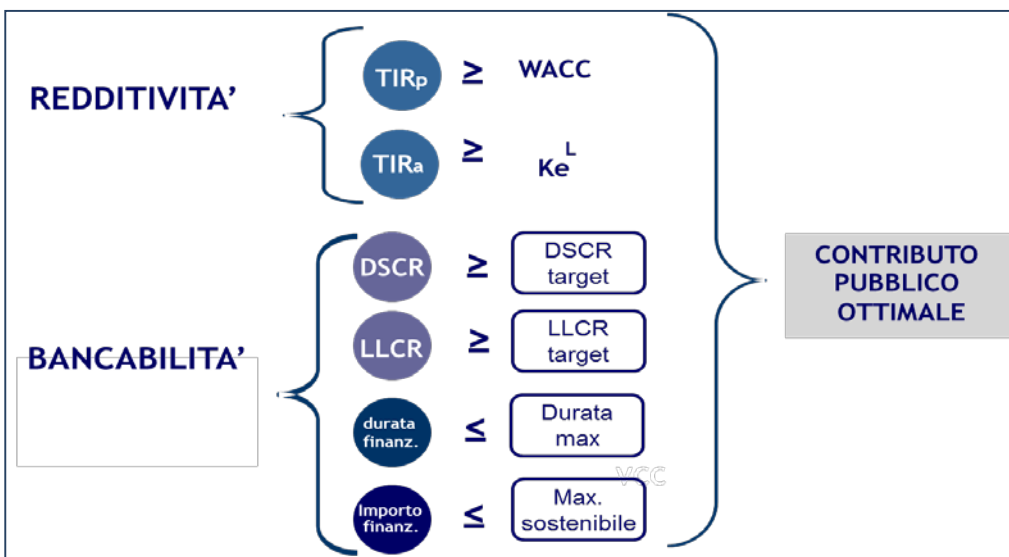 REDDITIVITA’
TIRp ≥ WACC
TIRa ≥ Ke^L
BANCABILITA’
DSCR ≥ DSCR
target
LLCR ≥ LLCR
target
durata
finanz. ≤ Durata
max
VCC
Importo
finanz. ≤ Max.
sostenibile
CONTRIBUTO
PUBBLICO
OTTIMALE